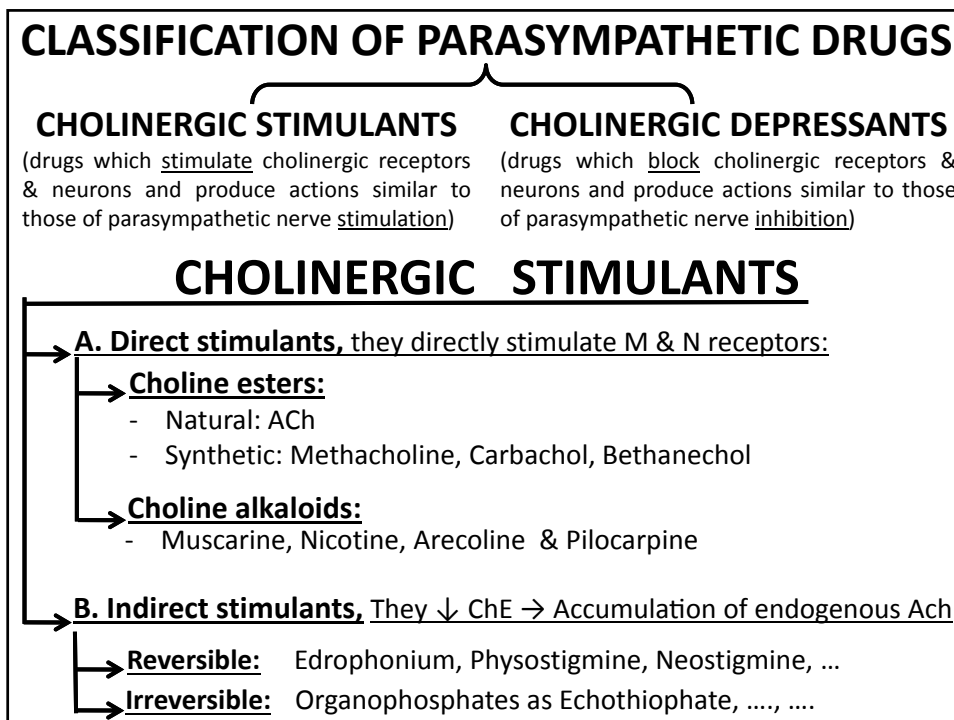 CLASSIFICATION OF PARASYMPATHETIC DRUGS
CHOLINERGIC STIMULANTS
(drugs which stimulate cholinergic receptors
& neurons and produce actions similar to
those of parasympathetic nerve stimulation)
CHOLINERGIC DEPRESSANTS
(drugs which block cholinergic receptors &
neurons and produce actions similar to those
of parasympathetic nerve inhibition)
CHOLINERGIC STIMULANTS
A. Direct stimulants, they directly stimulate M & N receptors:
Choline esters:
- Natural: ACh
- Synthetic: Methacholine, Carbachol, Bethanechol
Choline alkaloids:
- Muscarine, Nicotine, Arecoline & Pilocarpine
B. Indirect stimulants, They ↓ ChE → Accumulation of endogenous Ach
Reversible: Edrophonium, Physostigmine, Neostigmine, ...
Irreversible: Organophosphates as Echothiophate, ...., ....